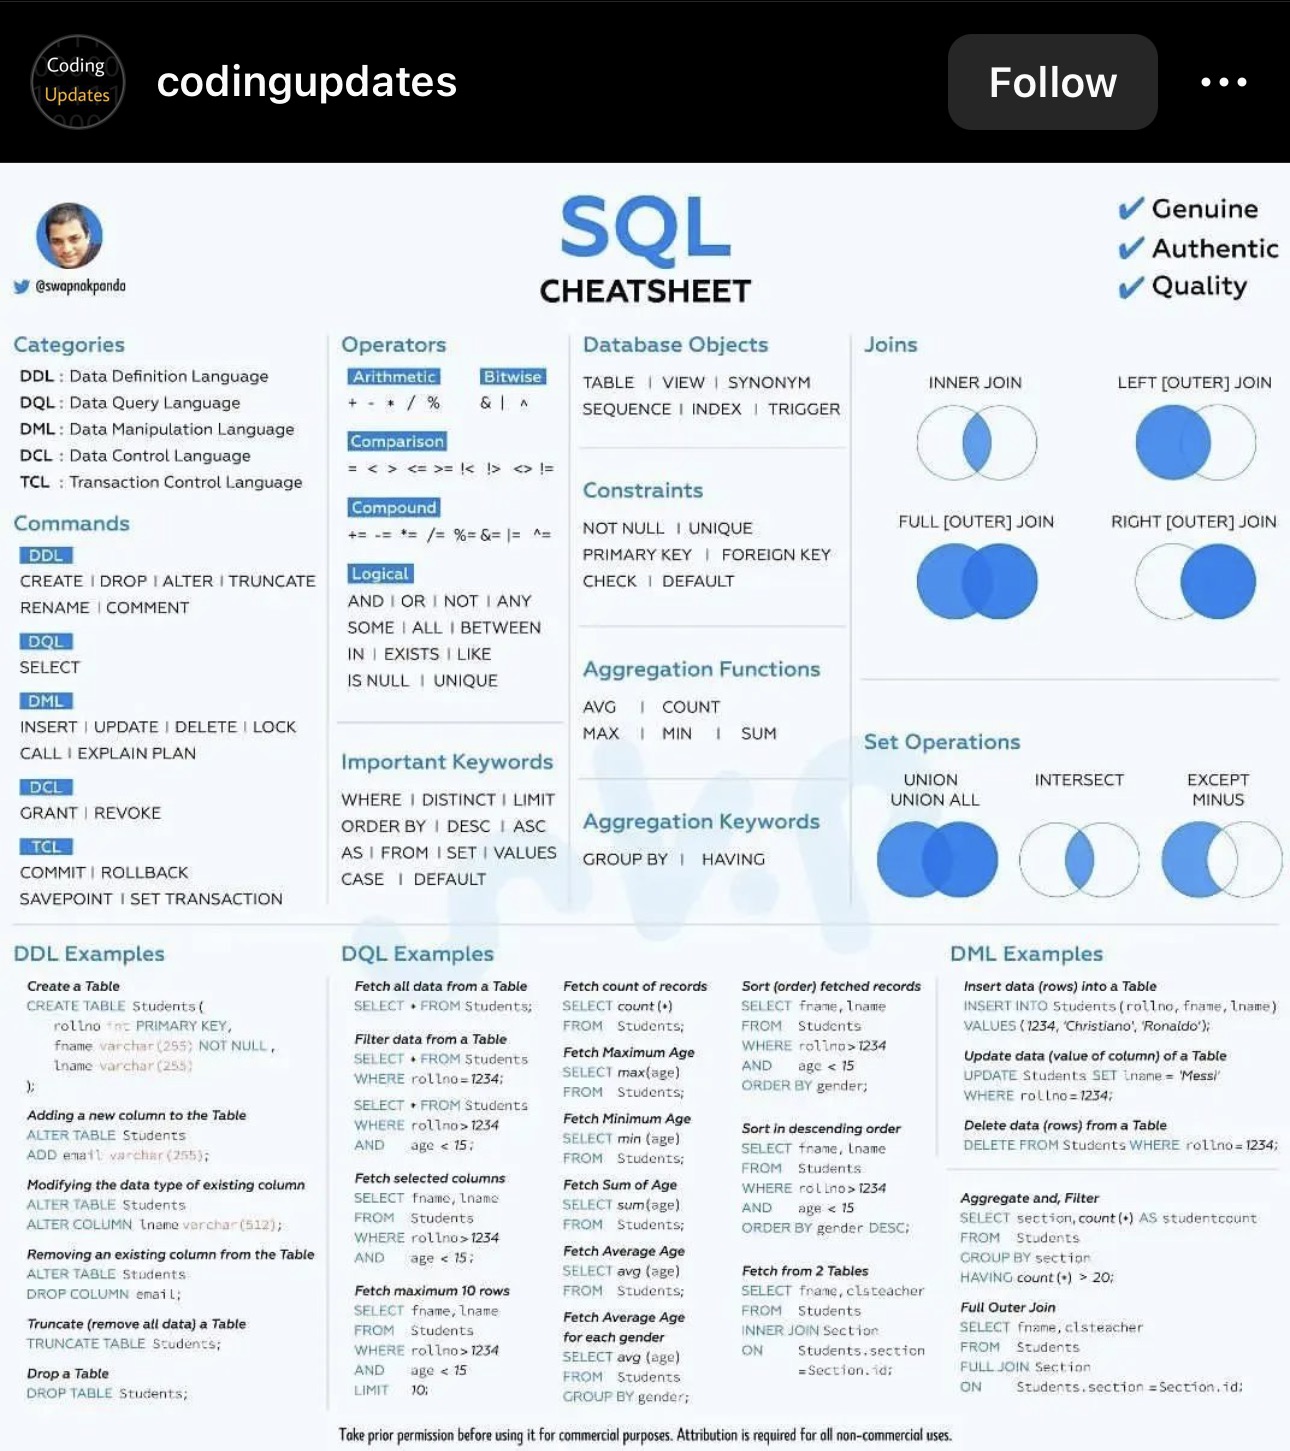 Coding
Updates
codingupdates
Follow
@swapnakpanda
SQL
CHEATSHEET
Genuine
Authentic
Quality
Categories
DDL : Data Definition Language
DQL : Data Query Language
DML : Data Manipulation Language
DCL : Data Control Language
TCL : Transaction Control Language
Commands
DDL
CREATE | DROP | ALTER | TRUNCATE
RENAME | COMMENT
DQL
SELECT
DML
INSERT | UPDATE | DELETE | LOCK
CALL | EXPLAIN PLAN
DCL
GRANT | REVOKE
TCL
COMMIT | ROLLBACK
SAVEPOINT | SET TRANSACTION
Operators
Arithmetic Bitwise
+ - * / % & | ^
Comparison
= < > <= >= !< !> <> !=
Compound
+= -= *= /= %= &= |= ^=
Logical
AND | OR | NOT | ANY
SOME | ALL | BETWEEN
IN | EXISTS | LIKE
IS NULL | UNIQUE
Important Keywords
WHERE | DISTINCT | LIMIT
ORDER BY | DESC | ASC
AS | FROM | SET | VALUES
CASE | DEFAULT
Database Objects
TABLE | VIEW | SYNONYM
SEQUENCE | INDEX | TRIGGER
Constraints
NOT NULL | UNIQUE
PRIMARY KEY | FOREIGN KEY
CHECK | DEFAULT
Aggregation Functions
AVG | COUNT
MAX | MIN | SUM
Aggregation Keywords
GROUP BY | HAVING
Joins
INNER JOIN LEFT [OUTER] JOIN
FULL [OUTER] JOIN RIGHT [OUTER] JOIN
Set Operations
UNION INTERSECT EXCEPT
UNION ALL MINUS
DDL Examples
Create a Table
CREATE TABLE Students(
rollno int PRIMARY KEY,
fname varchar(255) NOT NULL,
lname varchar(255)
);
Adding a new column to the Table
ALTER TABLE Students
ADD email varchar(255);
Modifying the data type of existing column
ALTER TABLE Students
ALTER COLUMN lname varchar(512);
Removing an existing column from the Table
ALTER TABLE Students
DROP COLUMN email;
Truncate (remove all data) a Table
TRUNCATE TABLE Students;
Drop a Table
DROP TABLE Students;
DQL Examples
Fetch all data from a Table
SELECT * FROM Students;
Filter data from a Table
SELECT * FROM Students
WHERE rollno=1234;
SELECT * FROM Students
WHERE rollno>1234
AND age < 15;
Fetch selected columns
SELECT fname, lname
FROM Students
WHERE rollno>1234
AND age < 15;
Fetch maximum 10 rows
SELECT fname, lname
FROM Students
WHERE rollno>1234
AND age < 15
LIMIT 10;
Fetch count of records
SELECT count(*)
FROM Students;
Fetch Maximum Age
SELECT max(age)
FROM Students;
Fetch Minimum Age
SELECT min (age)
FROM Students;
Fetch Sum of Age
SELECT sum(age)
FROM Students;
Fetch Average Age
SELECT avg (age)
FROM Students;
Fetch Average Age
for each gender
SELECT avg (age)
FROM Students
GROUP BY gender;
Sort (order) fetched records
SELECT fname, lname
FROM Students
WHERE rollno>1234
AND age < 15
ORDER BY gender;
Sort in descending order
SELECT fname, lname
FROM Students
WHERE rollno>1234
AND age < 15
ORDER BY gender DESC;
Fetch from 2 Tables
SELECT fname, clsteacher
FROM Students
INNER JOIN Section
ON Students.section
=Section.id;
DML Examples
Insert data (rows) into a Table
INSERT INTO Students(rollno, fname, lname)
VALUES (1234, 'Christiano', 'Ronaldo');
Update data (value of column) of a Table
UPDATE Students SET lname = 'Messi'
WHERE rollno=1234;
Delete data (rows) from a Table
DELETE FROM Students WHERE rollno=1234;
Aggregate and, Filter
SELECT section, count(*) AS studentcount
FROM Students
GROUP BY section
HAVING count(*) > 20;
Full Outer Join
SELECT fname, clsteacher
FROM Students
FULL JOIN Section
ON Students.section =Section.id;
Take prior permission before using it for commercial purposes. Attribution is required for all non-commercial uses.